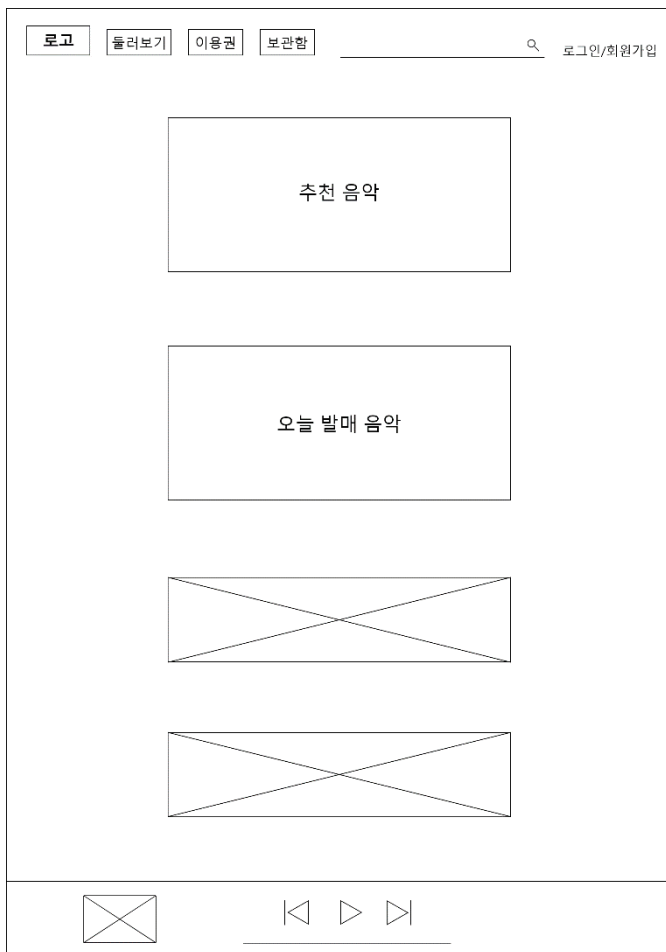 로고
둘러보기
이용권
보관함
로그인/회원가입
추천 음악
오늘 발매 음악